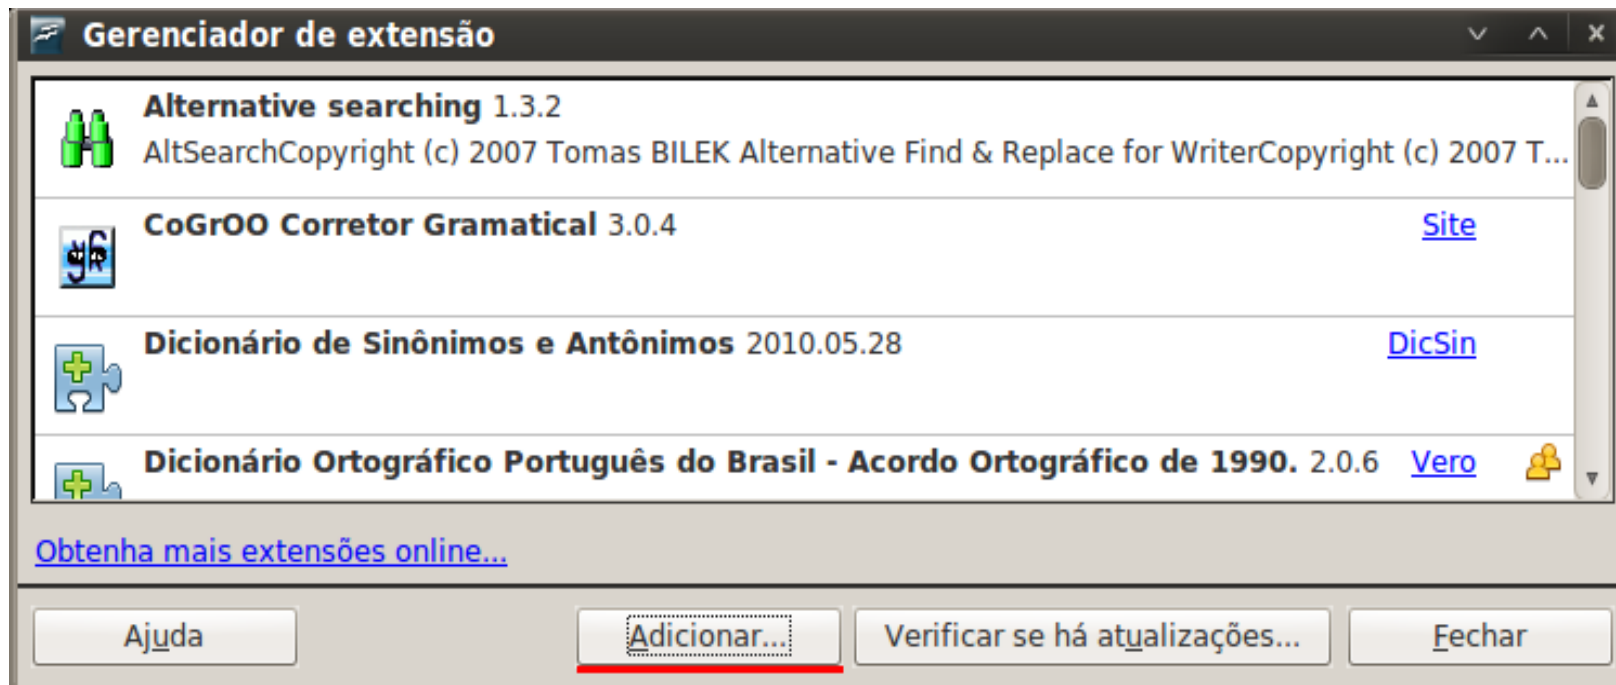 Gerenciador de extensão
Alternative searching 1.3.2
AltSearchCopyright (c) 2007 Tomas BILEK Alternative Find & Replace for WriterCopyright (c) 2007 T...
CoGrOO Corretor Gramatical 3.0.4 Site
Dicionário de Sinônimos e Antônimos 2010.05.28 DicSin
Dicionário Ortográfico Português do Brasil - Acordo Ortográfico de 1990. 2.0.6 Vero
Obtenha mais extensões online...
Ajuda Adicionar... Verificar se há atualizações... Fechar